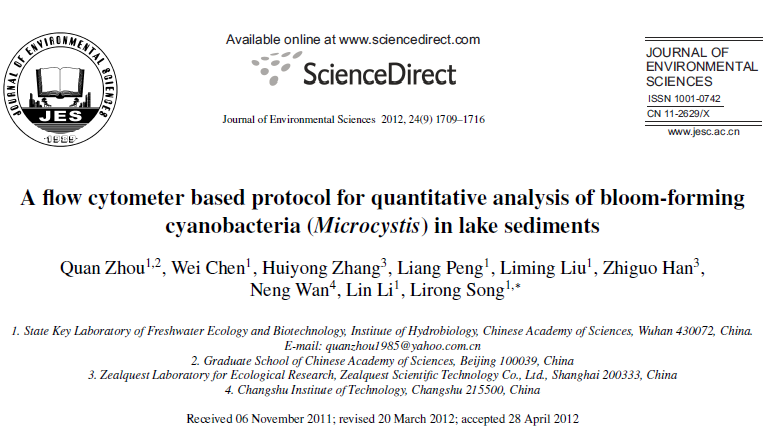 Available online at www.sciencedirect.com
ScienceDirect
Journal of Environmental Sciences 2012, 24(9) 1709–1716
JOURNAL OF ENVIRONMENTAL SCIENCES
JES
·1989·
JOURNAL OF
ENVIRONMENTAL
SCIENCES
ISSN 1001-0742
CN 11-2629/X
www.jesc.ac.cn
A flow cytometer based protocol for quantitative analysis of bloom-forming
cyanobacteria (Microcystis) in lake sediments
Quan Zhou1,2, Wei Chen1, Huiyong Zhang3, Liang Peng1, Liming Liu1, Zhiguo Han3,
Neng Wan4, Lin Li1, Lirong Song1,∗
1. State Key Laboratory of Freshwater Ecology and Biotechnology, Institute of Hydrobiology, Chinese Academy of Sciences, Wuhan 430072, China.
E-mail: quanzhou1985@yahoo.com.cn
2. Graduate School of Chinese Academy of Sciences, Beijing 100039, China
3. Zealquest Laboratory for Ecological Research, Zealquest Scientific Technology Co., Ltd., Shanghai 200333, China
4. Changshu Institute of Technology, Changshu 215500, China
Received 06 November 2011; revised 20 March 2012; accepted 28 April 2012